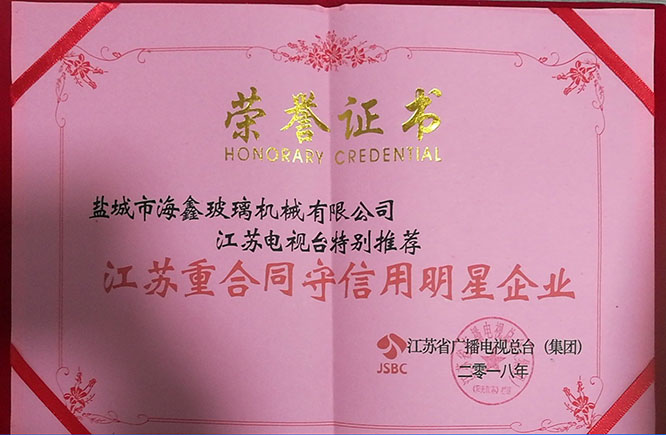 荣誉证书
HONORARY CREDENTIAL
盐城市海鑫玻璃机械有限公司
江苏电视台特别推荐
江苏重合同守信用明星企业
JSBC
江苏省广播电视总台（集团）
二零一八年